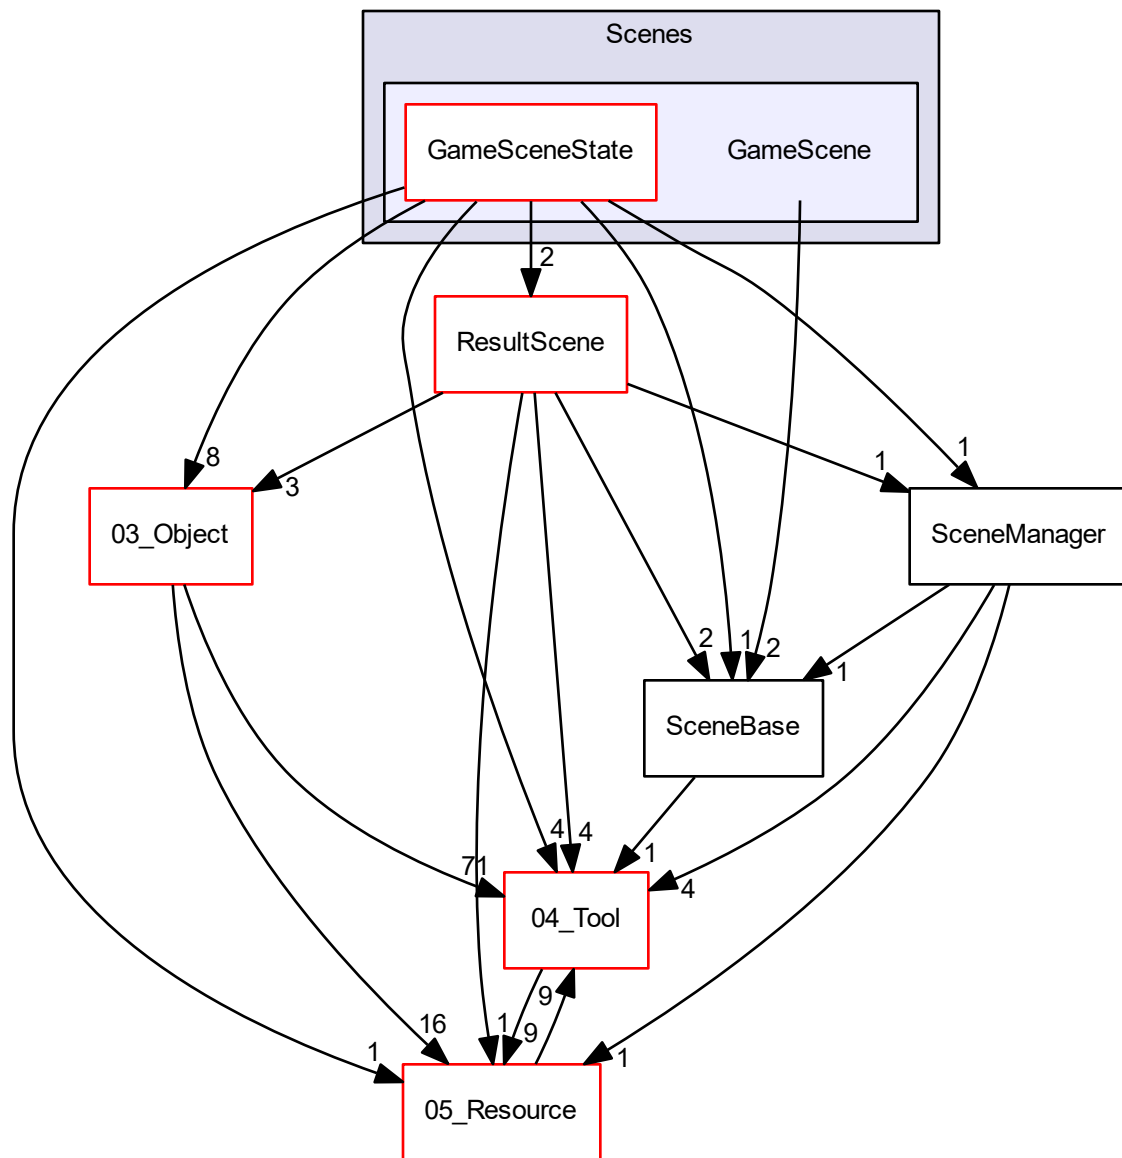 Scenes
GameSceneState
GameScene
2
ResultScene
8
3
1
1
03_Object
SceneManager
2
1
2
1
SceneBase
71
4
4
1
4
04_Tool
9
16
1
9
1
1
05_Resource